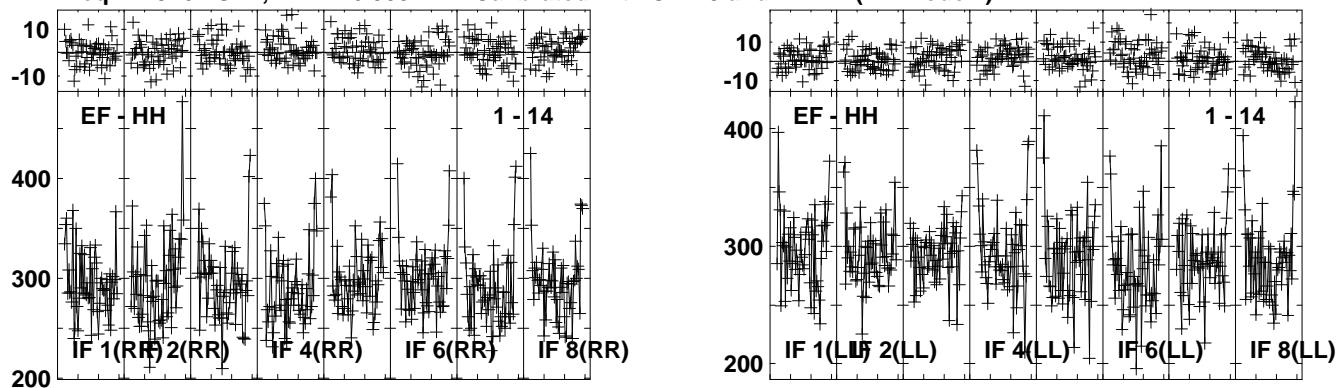 10
-10
EF - HH
1 - 14
400
300
200
IF 1(RR)
IF 2(RR)
IF 4(RR)
IF 6(RR)
IF 8(RR)
10
-10
EF - HH
1 - 14
400
300
200
IF 1(LL)
IF 2(LL)
IF 4(LL)
IF 6(LL)
IF 8(LL)